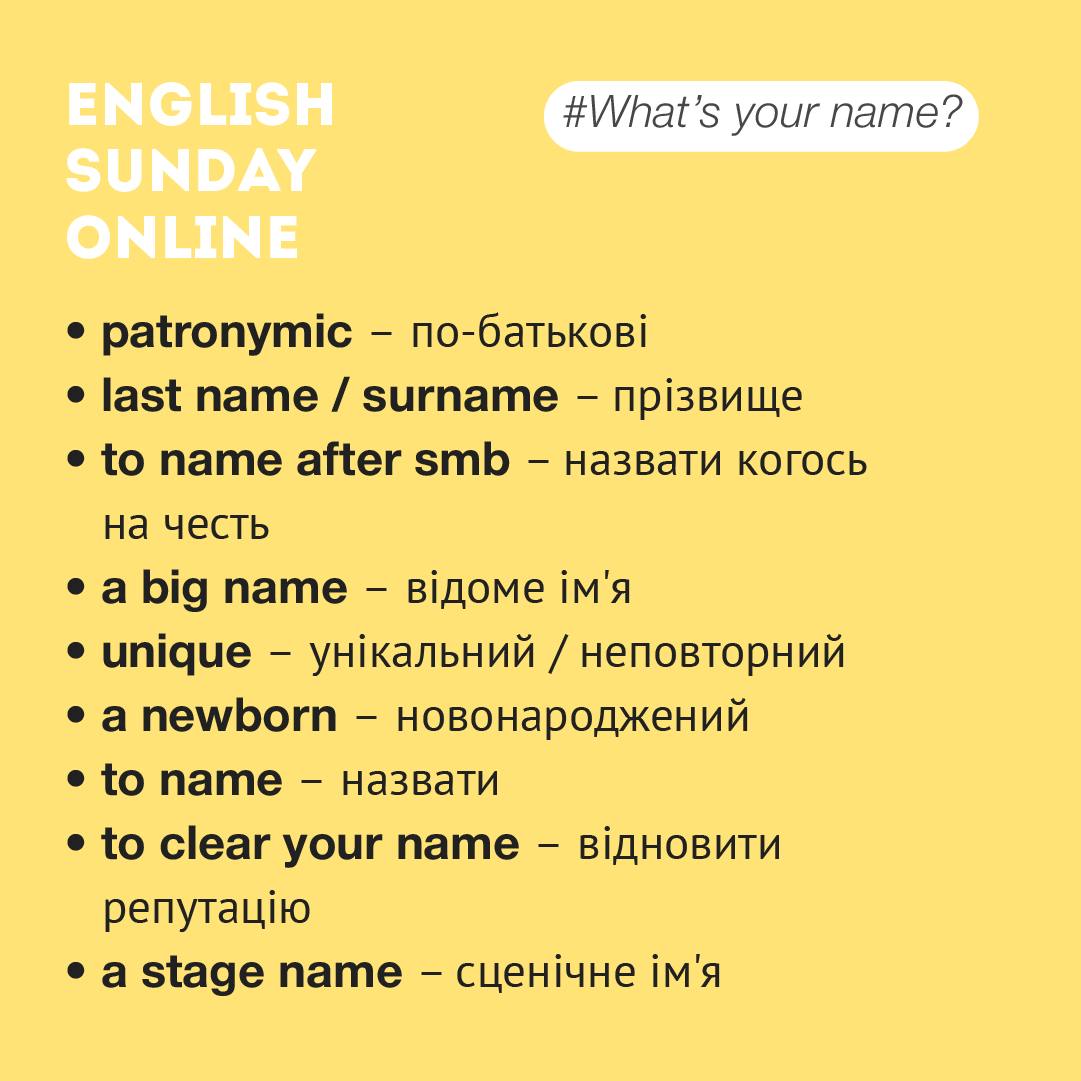 ENGLISH
SUNDAY
ONLINE
#What's your name?
• patronymic – по-батькові
• last name / surname – прізвище
• to name after smb – назвати когось
на честь
• a big name – відоме ім'я
• unique – унікальний / неповторний
• a newborn – новонароджений
• to name – назвати
• to clear your name – відновити
репутацію
• a stage name – сценічне ім'я